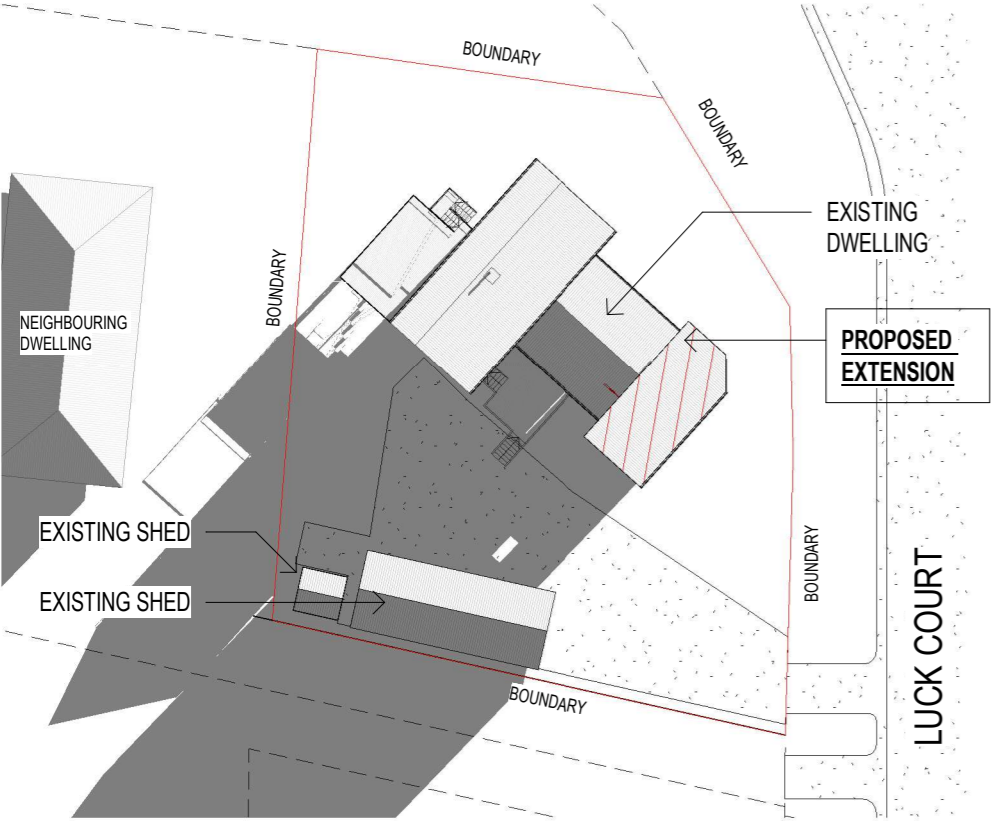 BOUNDARY
BOUNDARY
EXISTING
DWELLING
BOUNDARY
NEIGHBOURING
DWELLING
PROPOSED
EXTENSION
EXISTING SHED
EXISTING SHED
BOUNDARY
LUCK COURT
BOUNDARY